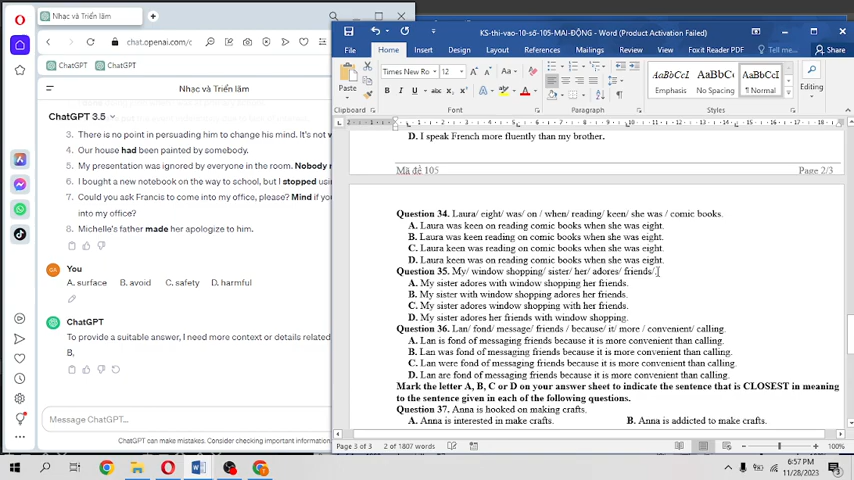 Nhạc và Triển lãm
chat.openai.com/c
ChatGPT
ChatGPT
Nhạc và Triển lãm
ChatGPT 3.5
3. There is no point in persuading him to change his mind. It's not w
4. Our house had been painted by somebody.
5. My presentation was ignored by everyone in the room. Nobody
6. I bought a new notebook on the way to school, but I stopped usin
7. Could you ask Francis to come into my office, please? Mind if you
into my office?
8. Michelle's father made her apologize to him.
You
A. surface B. avoid C. safety D. harmful
ChatGPT
To provide a suitable answer, I need more context or details related
B,
Message ChatGPT...
ChatGPT can make mistakes. Consider checking important information.
KS-thi-vao-10-số-105-MAI-ĐỘNG - Word (Product Activation Failed)
File Home Insert Design Layout References Mailings Review View Foxit Reader PDF Tell me... Share
Paste
Times New Ro 12
AaBbCcI AaBbC AaBbCcI
Emphasis No Spacing ¶ Normal
Editing
Clipboard Font Paragraph Styles
D. I speak French more fluently than my brother.
Mã đề 105 Page 2/3
Question 34. Laura/ eight/ was/ on / when/ reading/ keen/ she was / comic books.
A. Laura was keen on reading comic books when she was eight.
B. Laura was keen reading on comic books when she was eight.
C. Laura keen was reading on comic books when she was eight.
D. Laura keen was on reading comic books when she was eight.
Question 35. My/ window shopping/ sister/ her/ adores/ friends/.
A. My sister adores with window shopping her friends.
B. My sister with window shopping adores her friends.
C. My sister adores window shopping with her friends.
D. My sister adores her friends with window shopping.
Question 36. Lan/ fond/ message/ friends / because/ it/ more / convenient/ calling.
A. Lan is fond of messaging friends because it is more convenient than calling.
B. Lan was fond of messaging friends because it is more convenient than calling.
C. Lan were fond of messaging friends because it is more convenient than calling.
D. Lan are fond of messaging friends because it is more convenient than calling.
Mark the letter A, B, C or D on your answer sheet to indicate the sentence that is CLOSEST in meaning
to the sentence given in each of the following questions.
Question 37. Anna is hooked on making crafts.
A. Anna is interested in make crafts. B. Anna is addicted to make crafts.
Page 3 of 3 2 of 1807 words
100%
6:57 PM
11/28/2023